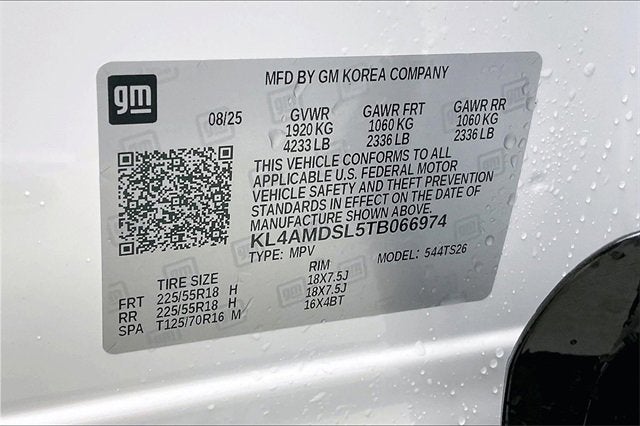 gm
MFD BY GM KOREA COMPANY
08/25 GVWR GAWR FRT GAWR RR
1920 KG 1060 KG 1060 KG
4233 LB 2336 LB 2336 LB
THIS VEHICLE CONFORMS TO ALL
APPLICABLE U.S. FEDERAL MOTOR
VEHICLE SAFETY AND THEFT PREVENTION
STANDARDS IN EFFECT ON THE DATE OF
MANUFACTURE SHOWN ABOVE.
KL4AMDSL5TB066974
TYPE: MPV MODEL: 544TS26
TIRE SIZE RIM
FRT 225/55R18 H 18X7.5J
RR 225/55R18 H 18X7.5J
SPA T125/70R16 M 16X4BT